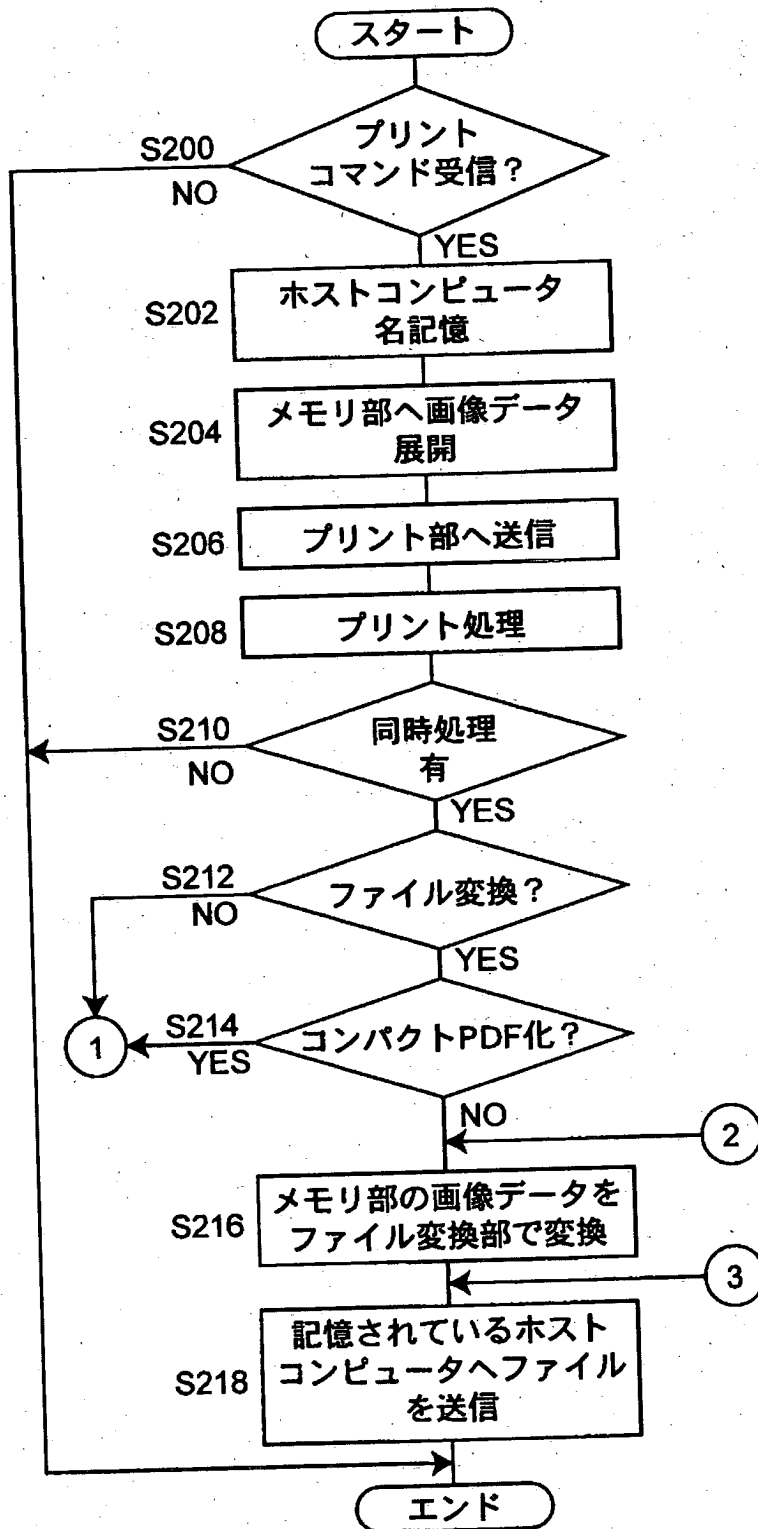 スタート
プリント
コマンド受信？
S200
NO
YES
S202
ホストコンピュータ
名記憶
S204
メモリ部へ画像データ
展開
S206
プリント部へ送信
S208
プリント処理
S210
NO
同時処理
有
YES
S212
NO
ファイル変換？
YES
1
S214
YES
コンパクトPDF化？
NO
2
S216
メモリ部の画像データを
ファイル変換部で変換
3
S218
記憶されているホスト
コンピュータへファイル
を送信
エンド